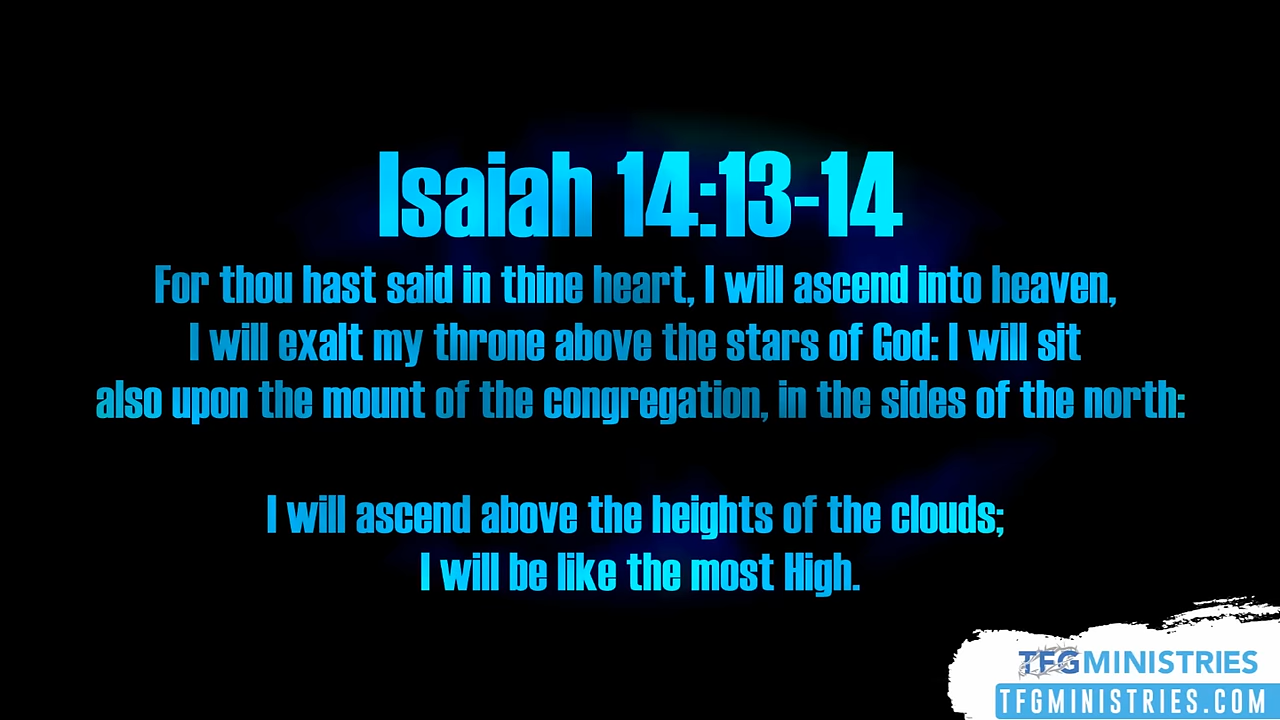 Isaiah 14:13-14
For thou hast said in thine heart, I will ascend into heaven,
I will exalt my throne above the stars of God: I will sit
also upon the mount of the congregation, in the sides of the north:
I will ascend above the heights of the clouds;
I will be like the most High.
TFGMINISTRIES
TFGMINISTRIES.COM